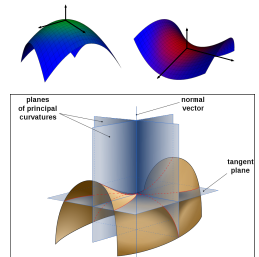 planes
of principal
curvatures
normal
vector
tangent
plane